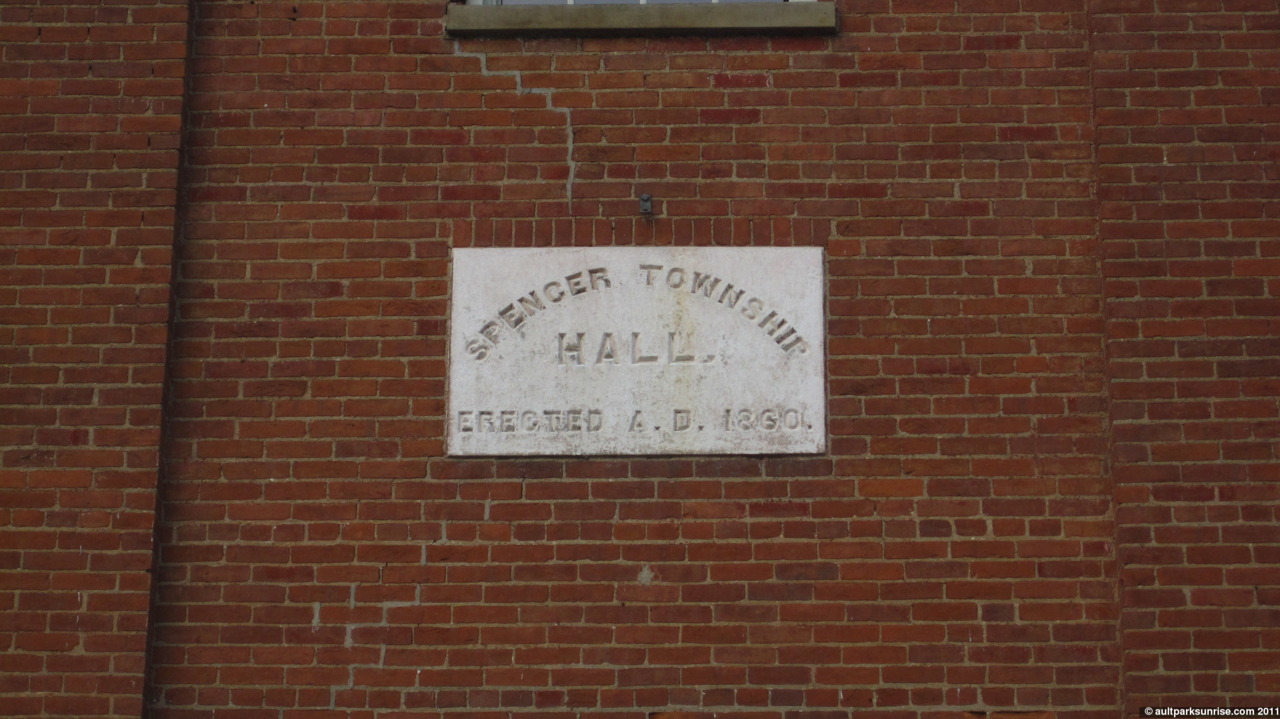 SPENCER TOWNSHIP
HALL.
ERECTED A.D. 1860.
© aultparksunrise.com 2011